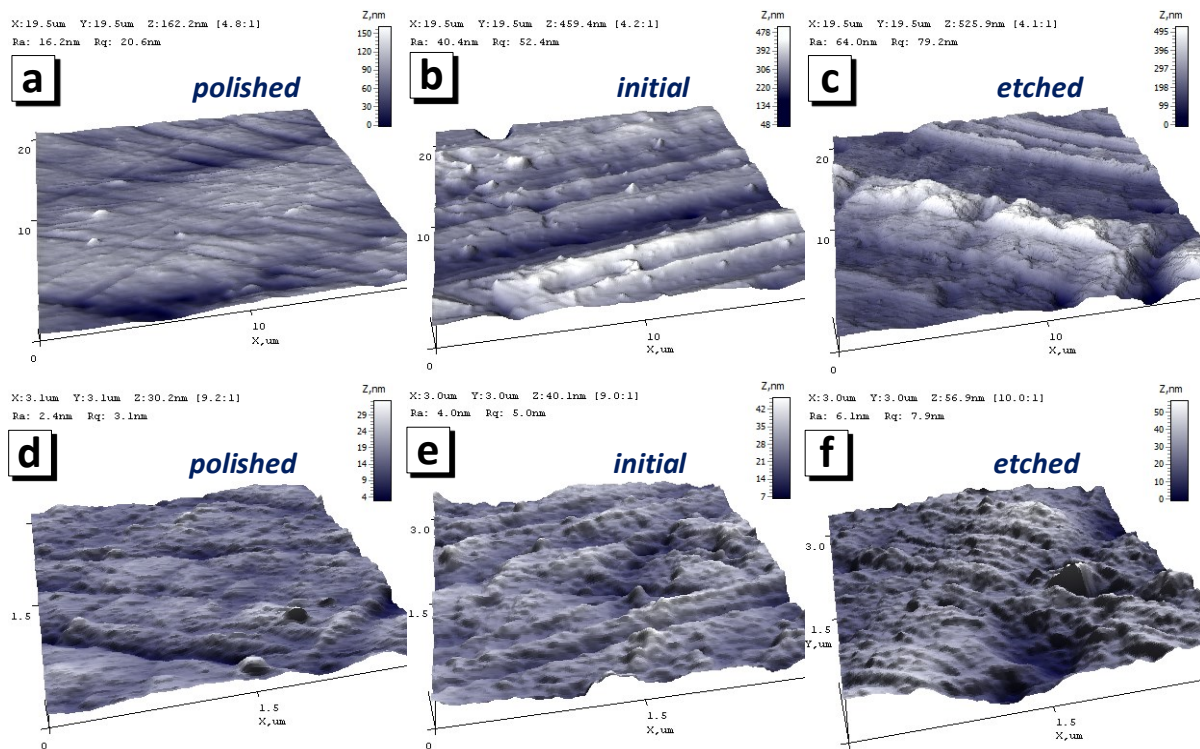 X:19.5um Y:19.5um Z:162.2nm [4.8:1]
Ra: 16.2nm Rq: 20.6nm
Z,nm
150
120
90
60
30
0
a
polished
20
10
0
10
X,um
X:19.5um Y:19.5um Z:459.4nm [4.2:1]
Ra: 40.4nm Rq: 52.4nm
Z,nm
478
392
306
220
134
48
b
initial
20
10
0
10
X,um
X:19.5um Y:19.5um Z:525.9nm [4.1:1]
Ra: 64.0nm Rq: 79.2nm
Z,nm
495
396
297
198
99
0
c
etched
20
10
0
10
X,um
X:3.1um Y:3.1um Z:30.2nm [9.2:1]
Ra: 2.4nm Rq: 3.1nm
Z,nm
29
24
19
14
9
4
d
polished
1.5
0
1.5
X,um
X:3.0um Y:3.0um Z:40.1nm [9.0:1]
Ra: 4.0nm Rq: 5.0nm
Z,nm
42
35
28
21
14
7
e
initial
3.0
1.5
0
1.5
X,um
X:3.0um Y:3.0um Z:56.9nm [10.0:1]
Ra: 6.1nm Rq: 7.9nm
Z,nm
50
40
30
20
10
0
f
etched
3.0
1.5
Y,um
1.5
X,um